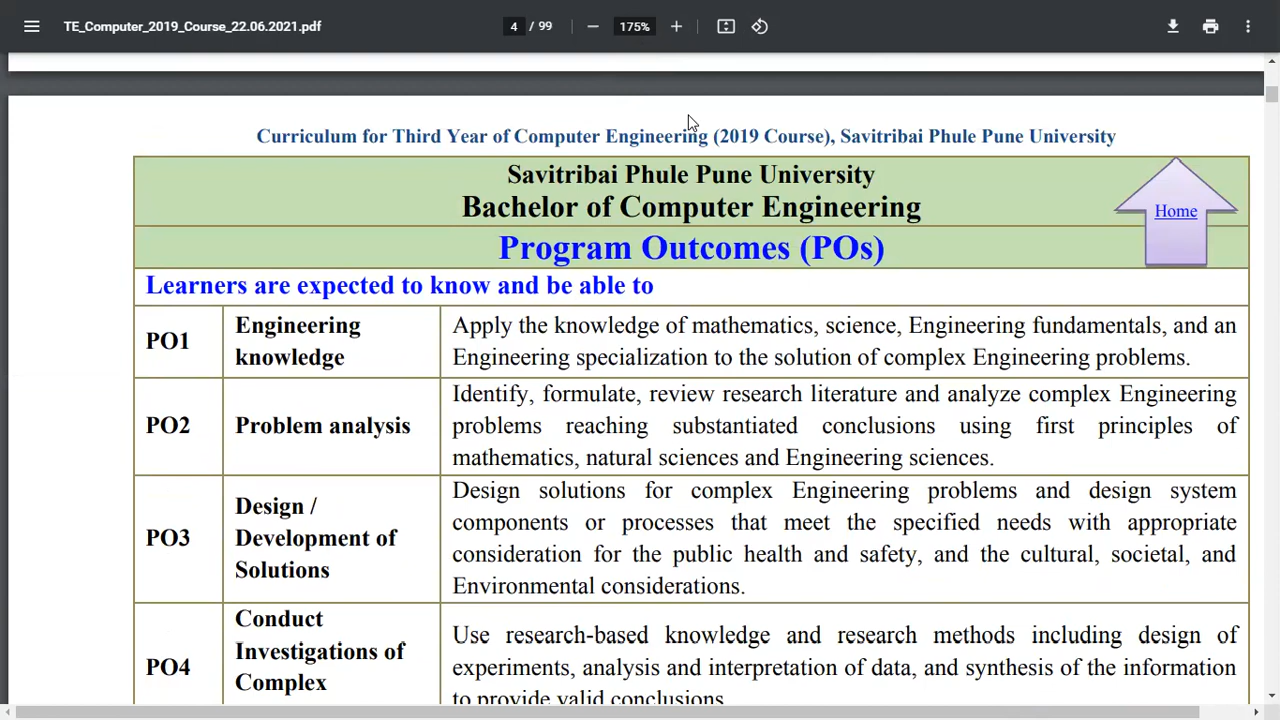 TE_Computer_2019_Course_22.06.2021.pdf
4 / 99
175%
Curriculum for Third Year of Computer Engineering (2019 Course), Savitribai Phule Pune University
Savitribai Phule Pune University
Bachelor of Computer Engineering
Home
Program Outcomes (POs)
Learners are expected to know and be able to
PO1
Engineering
knowledge
Apply the knowledge of mathematics, science, Engineering fundamentals, and an
Engineering specialization to the solution of complex Engineering problems.
PO2
Problem analysis
Identify, formulate, review research literature and analyze complex Engineering
problems reaching substantiated conclusions using first principles of
mathematics, natural sciences and Engineering sciences.
PO3
Design /
Development of
Solutions
Design solutions for complex Engineering problems and design system
components or processes that meet the specified needs with appropriate
consideration for the public health and safety, and the cultural, societal, and
Environmental considerations.
PO4
Conduct
Investigations of
Complex
Use research-based knowledge and research methods including design of
experiments, analysis and interpretation of data, and synthesis of the information
to provide valid conclusions.